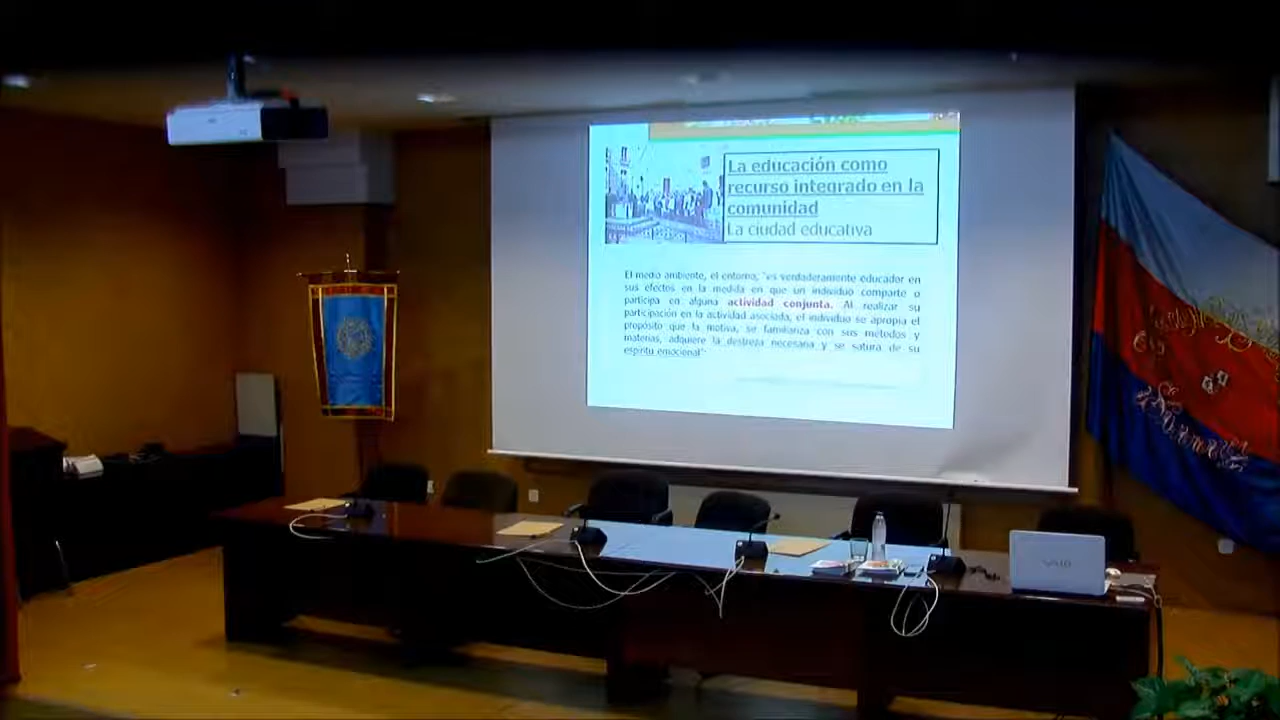 La educación como
recurso integrado en la
comunidad
La ciudad educativa
El medio ambiente, el entorno, "es verdaderamente educador en
sus efectos en la medida en que un individuo comparte o
participa en alguna actividad conjunta. Al realizar su
participación en la actividad asociada, el individuo se apropia el
propósito que la motiva, se familiariza con sus métodos y
materias, adquiere la destreza necesaria y se satura de su
espíritu emocional"
VAIO